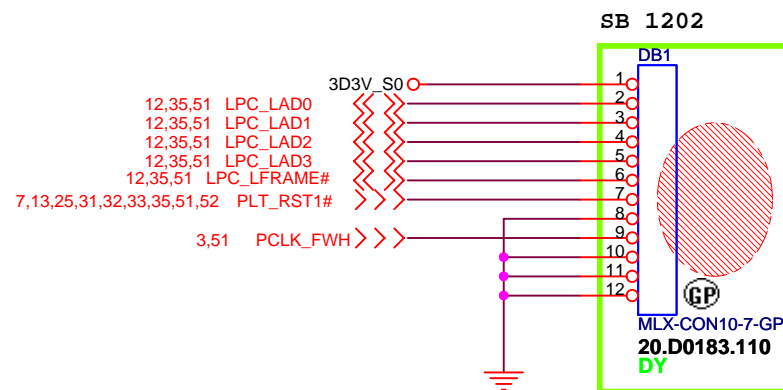 SB 1202
DB1
3D3V_S0 1
12,35,51 LPC_LAD0 2
12,35,51 LPC_LAD1 3
12,35,51 LPC_LAD2 4
12,35,51 LPC_LAD3 5
12,35,51 LPC_LFRAME# 6
7,13,25,31,32,33,35,51,52 PLT_RST1# 7
8
3,51 PCLK_FWH 9
10
11
12
GP
MLX-CON10-7-GP
20.D0183.110
DY